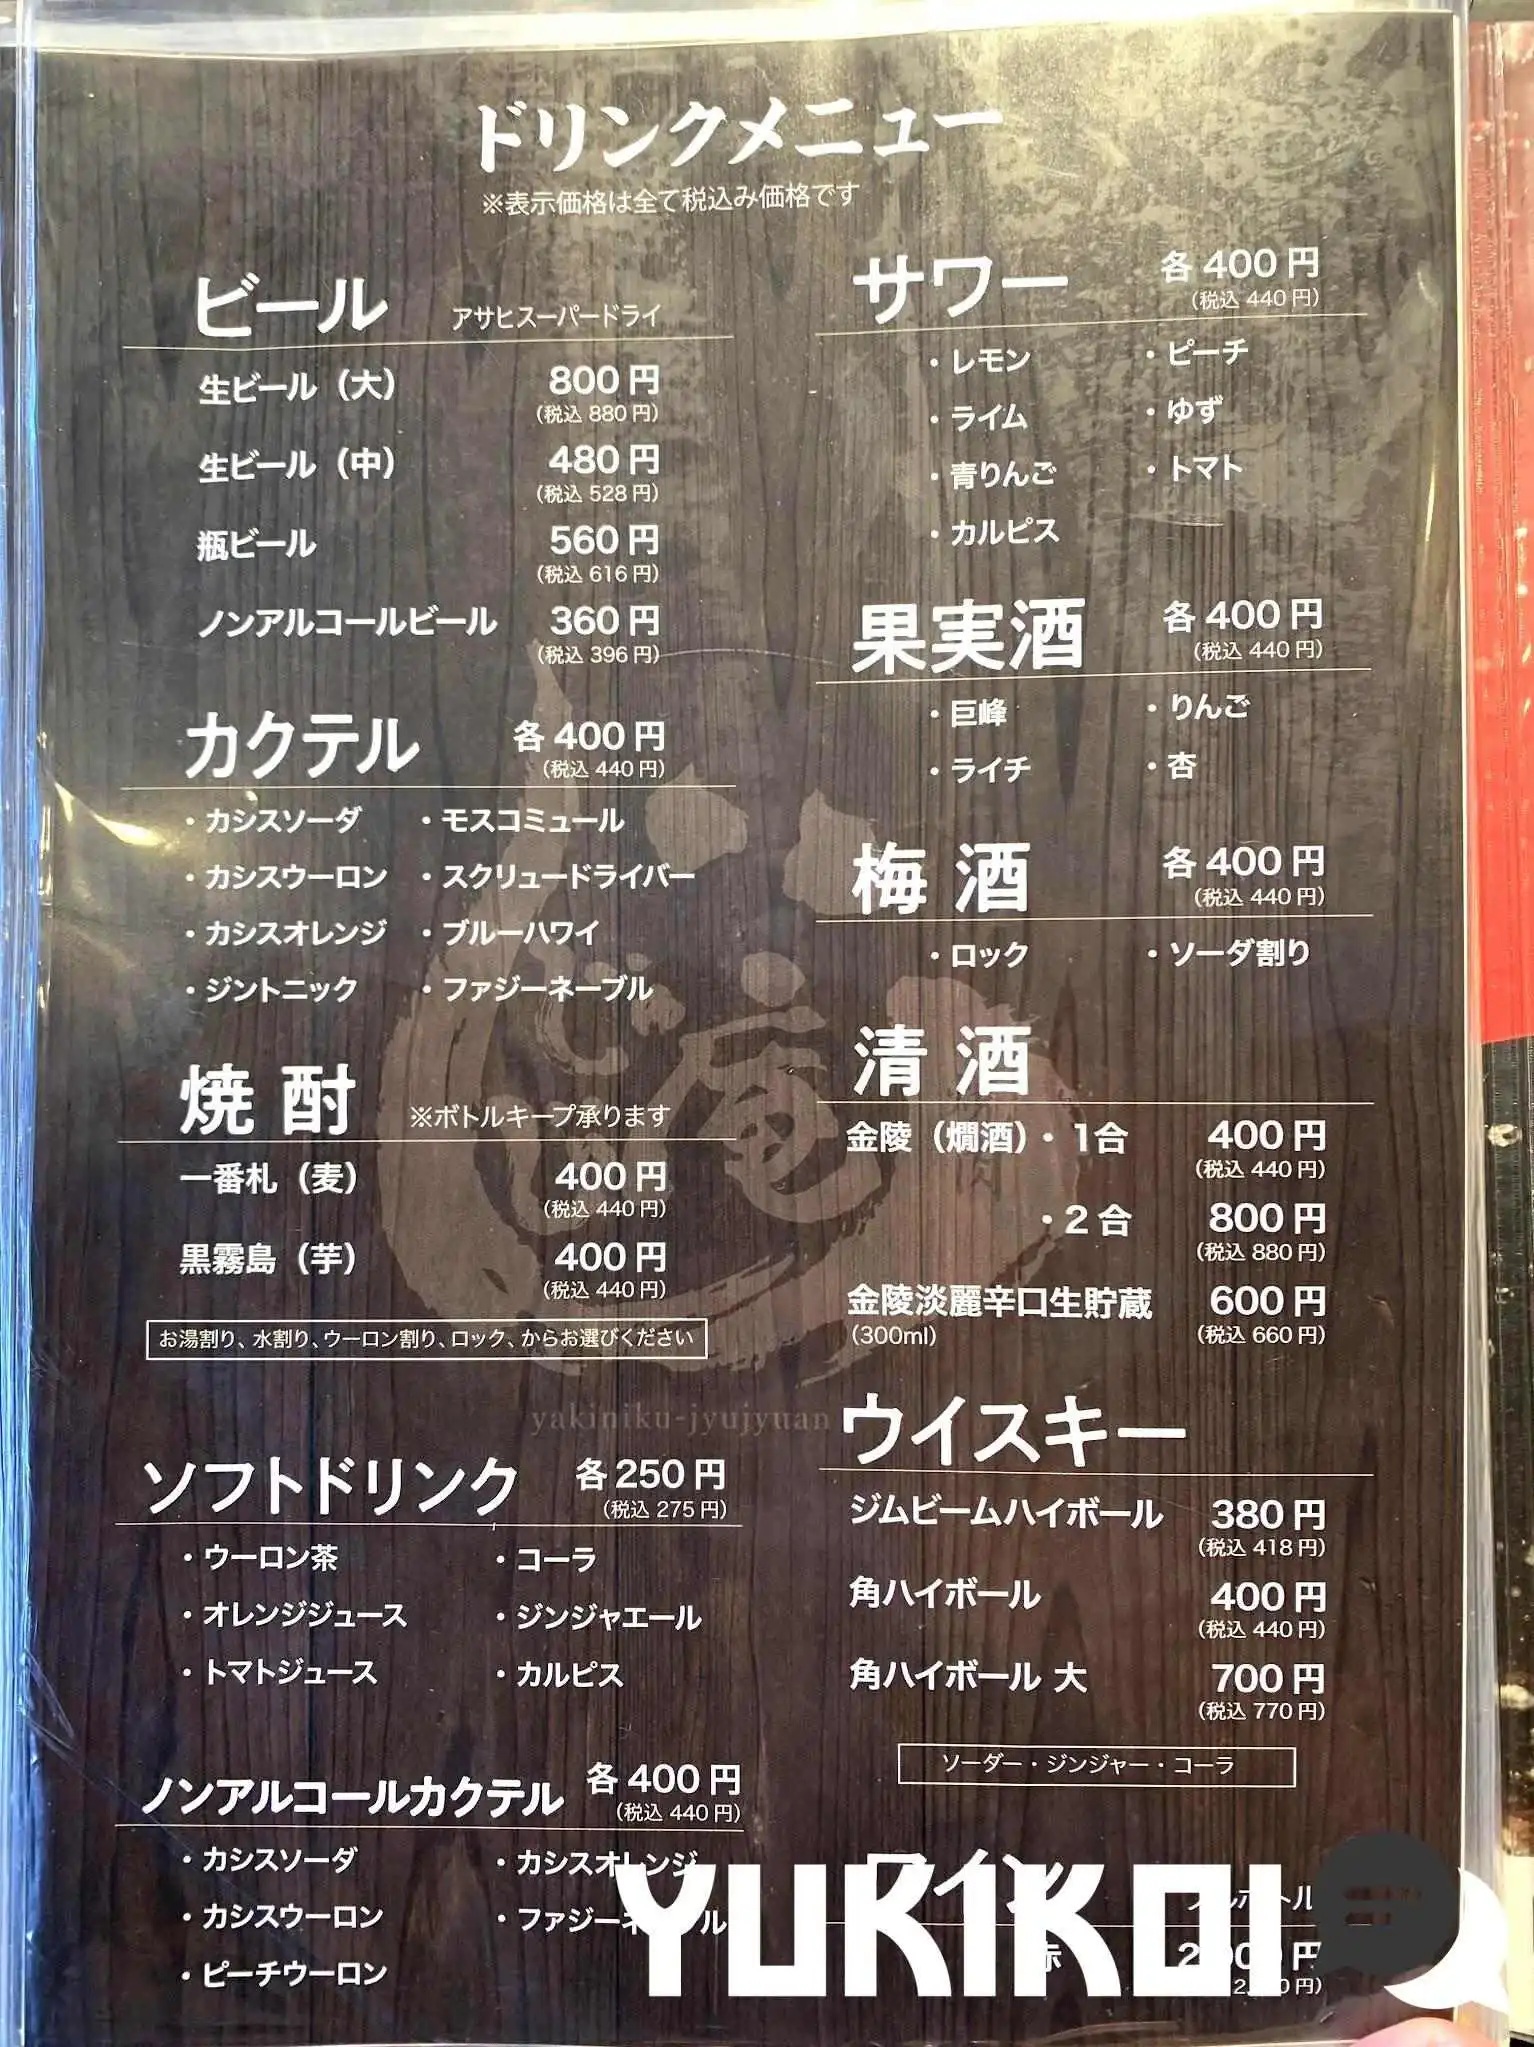 ドリンクメニュー
※表示価格は全て税込み価格です
ビール アサヒスーパードライ
生ビール（大） 800円
（税込 880円）
生ビール（中） 480円
（税込 528円）
瓶ビール 560円
（税込 616円）
ノンアルコールビール 360円
（税込 396円）
カクテル 各400円
（税込 440円）
・カシスソーダ ・モスコミュール
・カシスウーロン ・スクリュードライバー
・カシスオレンジ ・ブルーハワイ
・ジントニック ・ファジーネーブル
焼酎 ※ボトルキープ承ります
一番札（麦） 400円
（税込 440円）
黒霧島（芋） 400円
（税込 440円）
お湯割り、水割り、ウーロン割り、ロック、からお選びください
yakiniku-jyujyuan
ソフトドリンク 各250円
（税込 275円）
・ウーロン茶 ・コーラ
・オレンジジュース ・ジンジャエール
・トマトジュース ・カルピス
ノンアルコールカクテル 各400円
（税込 440円）
・カシスソーダ ・カシスオレンジ
・カシスウーロン
・ピーチウーロン
サワー 各400円
（税込 440円）
・レモン ・ピーチ
・ライム ・ゆず
・青りんご ・トマト
・カルピス
果実酒 各400円
（税込 440円）
・巨峰 ・りんご
・ライチ ・杏
梅酒 各400円
（税込 440円）
・ロック ・ソーダ割り
清酒
金陵（燗酒）・1合 400円
（税込 440円）
・2合 800円
（税込 880円）
金陵淡麗辛口生貯蔵 600円
（300ml） （税込 660円）
ウイスキー
ジムビームハイボール 380円
（税込 418円）
角ハイボール 400円
（税込 440円）
角ハイボール 大 700円
（税込 770円）
ソーダー・ジンジャー・コーラ
YURIKOI